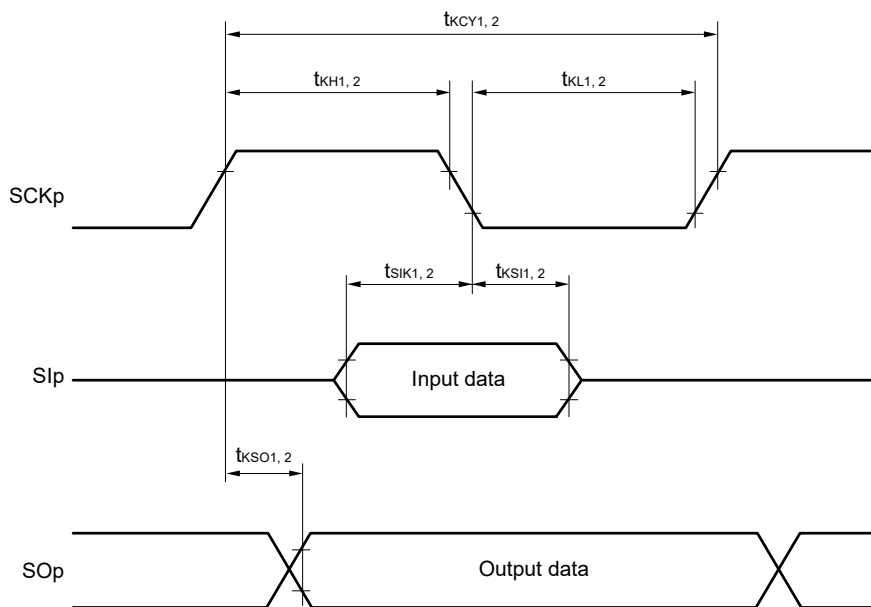 tKCY1, 2
tKH1, 2 tKL1, 2
SCKp
tSIK1, 2 tKSI1, 2
SIp Input data
tKSO1, 2
SOp Output data